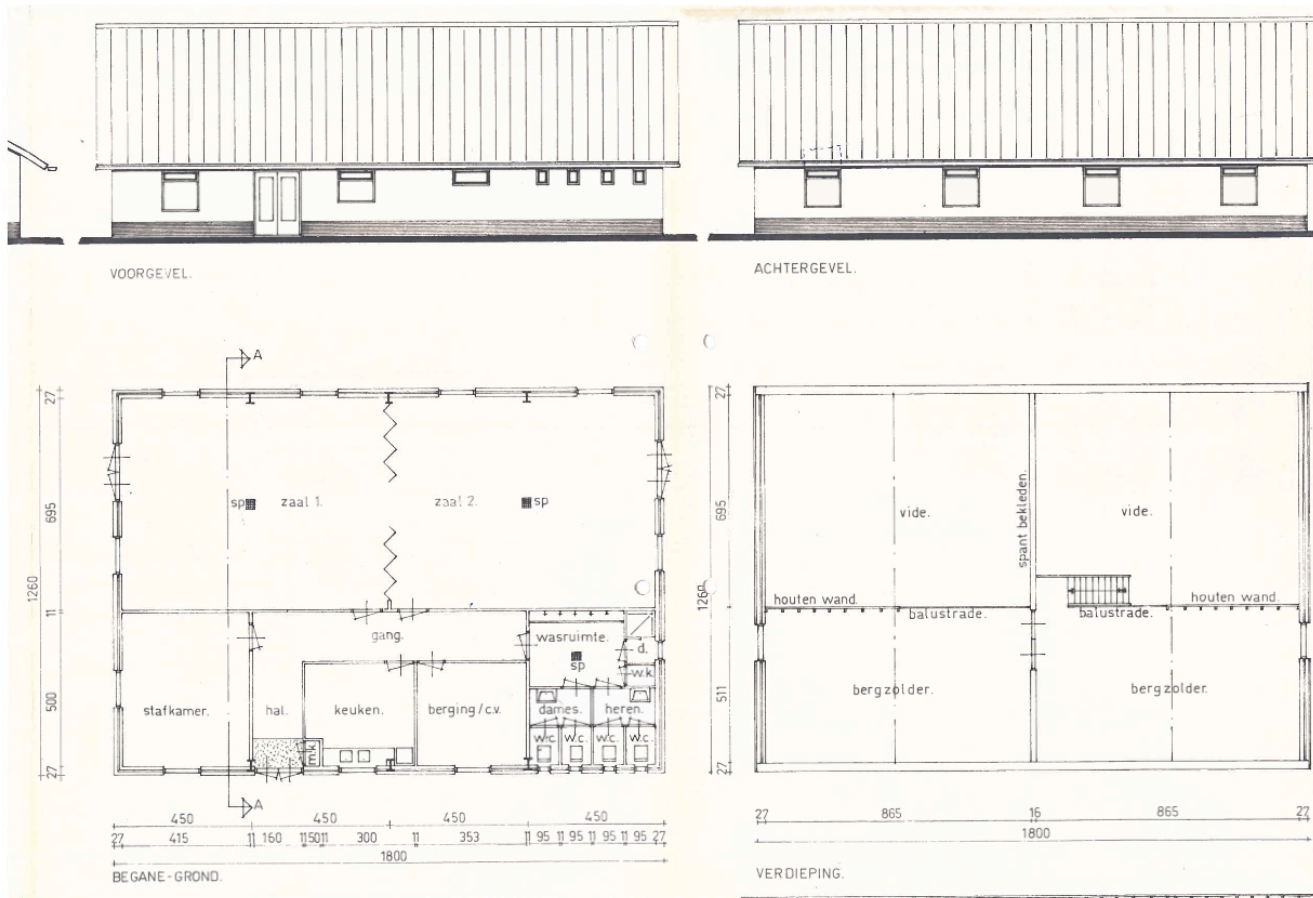 VOORGEVEL.
ACHTERGEVEL.
A
27
695
1260
11
500
27
sp
zaal 1.
zaal 2.
sp
gang.
wasruimte.
sp
d.
w.k.
stafkamer.
hal.
keuken.
berging/c.v.
dames.
heren.
m.k.
w.c.
w.c.
w.c.
w.c.
A
450
450
450
450
27
415
11
160
11
50
11
300
11
353
11
95
11
95
11
95
11
95
27
1800
BEGANE-GROND.
27
695
1260
511
27
vide.
spant bekleden.
vide.
houten wand.
balustrade.
balustrade.
houten wand.
bergzolder.
bergzolder.
27
865
16
865
27
1800
VERDIEPING.